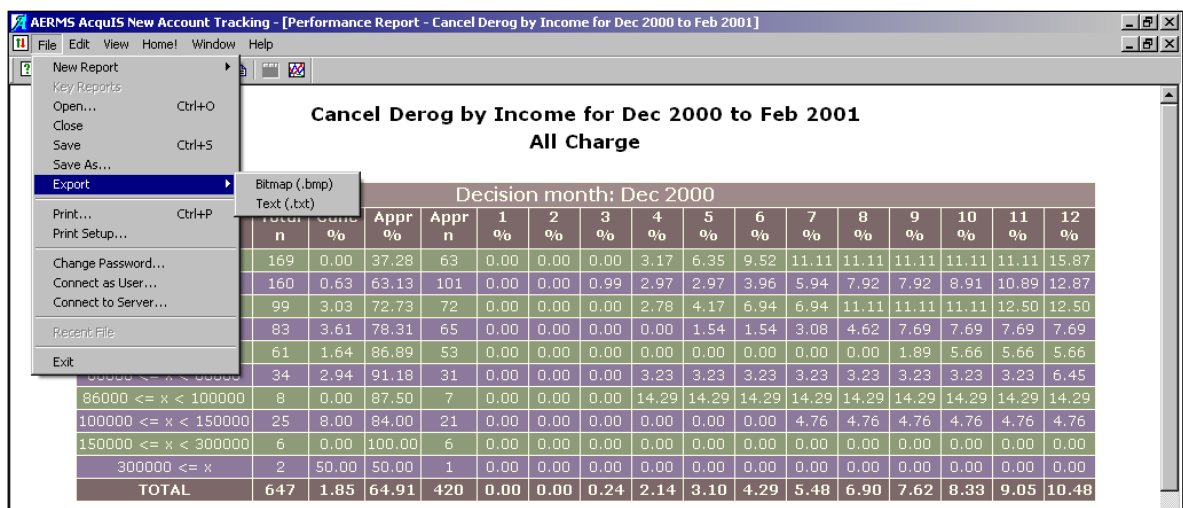 AERMS AcquIS New Account Tracking - [Performance Report - Cancel Derog by Income for Dec 2000 to Feb 2001]
File Edit View Home! Window Help
New Report
Key Reports
Open... Ctrl+O
Close
Save Ctrl+S
Save As...
Export
Bitmap (.bmp)
Text (.txt)
Print... Ctrl+P
Print Setup...
Change Password...
Connect as User...
Connect to Server...
Recent File
Exit
Cancel Derog by Income for Dec 2000 to Feb 2001
All Charge
Decision month: Dec 2000
Total Canc Appr Appr 1 2 3 4 5 6 7 8 9 10 11 12
n % % n % % % % % % % % % % % %
169 0.00 37.28 63 0.00 0.00 0.00 3.17 6.35 9.52 11.11 11.11 11.11 11.11 11.11 15.87
160 0.63 63.13 101 0.00 0.00 0.99 2.97 2.97 3.96 5.94 7.92 7.92 8.91 10.89 12.87
99 3.03 72.73 72 0.00 0.00 0.00 2.78 4.17 6.94 6.94 11.11 11.11 11.11 12.50 12.50
83 3.61 78.31 65 0.00 0.00 0.00 0.00 1.54 1.54 3.08 4.62 7.69 7.69 7.69 7.69
61 1.64 86.89 53 0.00 0.00 0.00 0.00 0.00 0.00 0.00 0.00 1.89 5.66 5.66 5.66
34 2.94 91.18 31 0.00 0.00 0.00 3.23 3.23 3.23 3.23 3.23 3.23 3.23 3.23 6.45
86000 <= x < 100000 8 0.00 87.50 7 0.00 0.00 0.00 14.29 14.29 14.29 14.29 14.29 14.29 14.29 14.29 14.29
100000 <= x < 150000 25 8.00 84.00 21 0.00 0.00 0.00 0.00 0.00 0.00 4.76 4.76 4.76 4.76 4.76 4.76
150000 <= x < 300000 6 0.00 100.00 6 0.00 0.00 0.00 0.00 0.00 0.00 0.00 0.00 0.00 0.00 0.00 0.00
300000 <= x 2 50.00 50.00 1 0.00 0.00 0.00 0.00 0.00 0.00 0.00 0.00 0.00 0.00 0.00 0.00
TOTAL 647 1.85 64.91 420 0.00 0.00 0.24 2.14 3.10 4.29 5.48 6.90 7.62 8.33 9.05 10.48